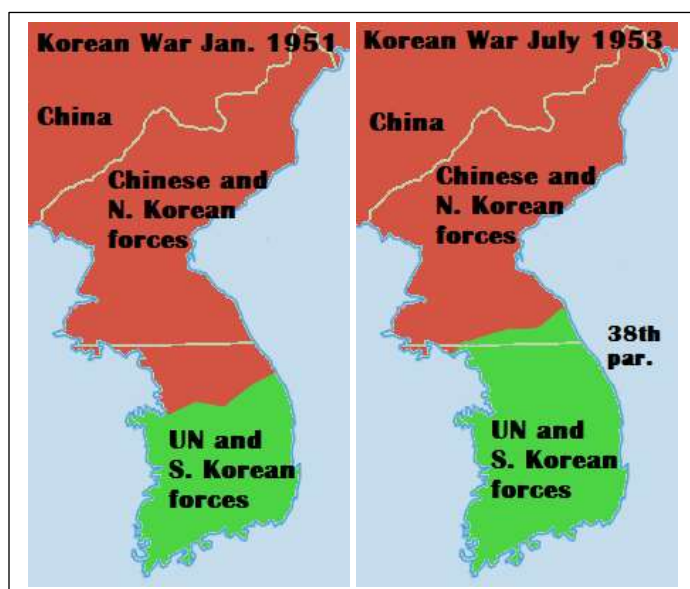 Korean War Jan. 1951
China
Chinese and
N. Korean
forces
UN and
S. Korean
forces
Korean War July 1953
China
Chinese and
N. Korean
forces
38th
par.
UN and
S. Korean
forces